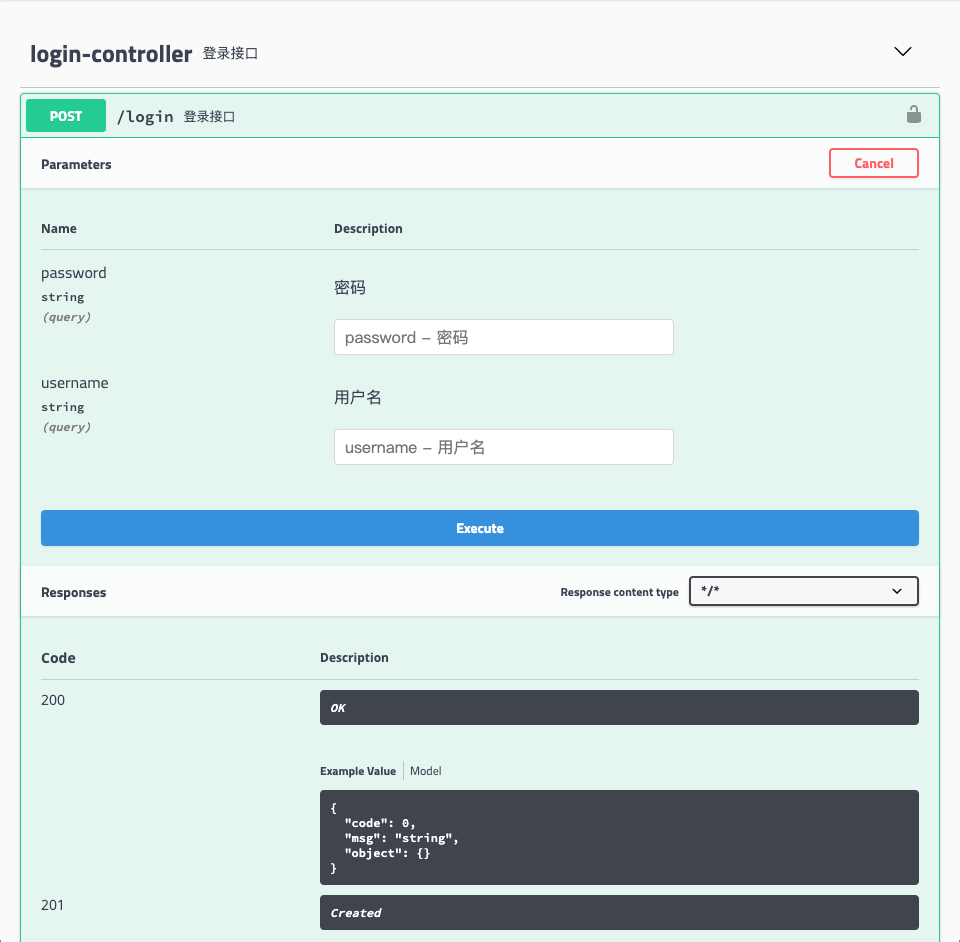 login-controller 登录接口
POST /login 登录接口
Parameters Cancel
Name Description
password 密码
string
(query)
password – 密码
username 用户名
string
(query)
username – 用户名
Execute
Responses Response content type */*
Code Description
200 OK
Example Value Model
{
  "code": 0,
  "msg": "string",
  "object": {}
}
201 Created